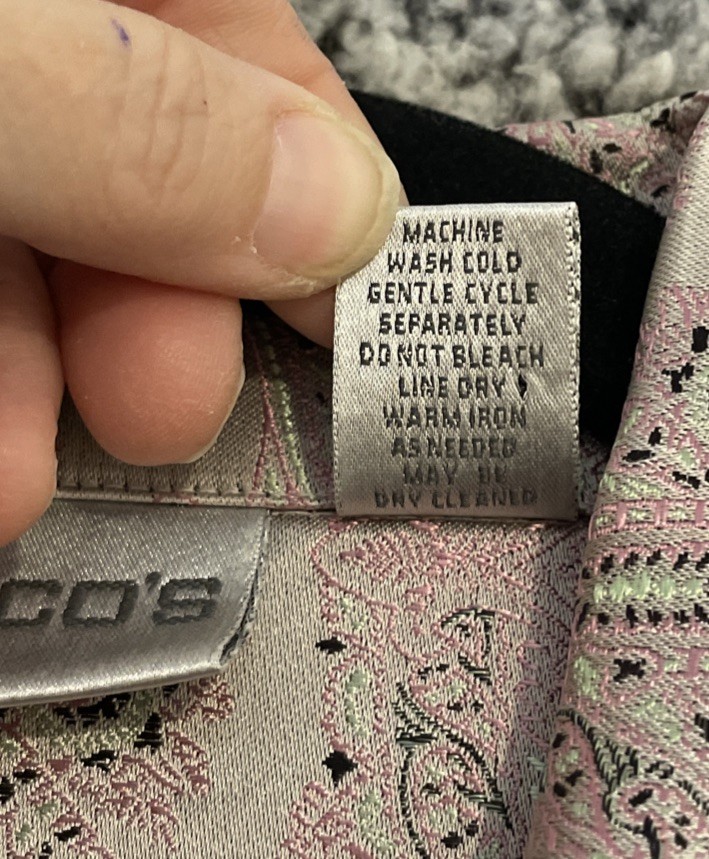 MACHINE
WASH COLD
GENTLE CYCLE
SEPARATELY
DO NOT BLEACH
LINE DRY
WARM IRON
AS NEEDED
MAY BE
DRY CLEANED
CO'S